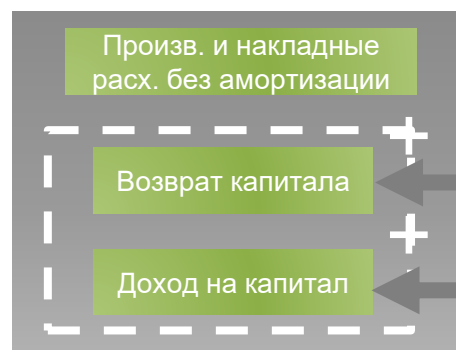 Произв. и накладные
расх. без амортизации
+
Возврат капитала
+
Доход на капитал